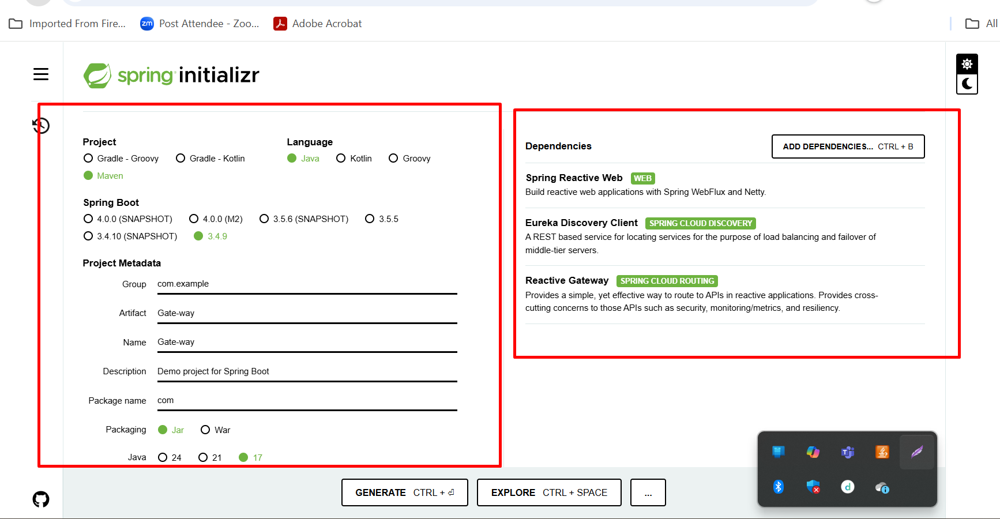 Imported From Fire...
zm
Post Attendee - Zoo...
Adobe Acrobat
All
spring initializr
Project
Gradle - Groovy
Gradle - Kotlin
Maven
Language
Java
Kotlin
Groovy
Spring Boot
4.0.0 (SNAPSHOT)
4.0.0 (M2)
3.5.6 (SNAPSHOT)
3.5.5
3.4.10 (SNAPSHOT)
3.4.9
Project Metadata
Group com.example
Artifact Gate-way
Name Gate-way
Description Demo project for Spring Boot
Package name com
Packaging Jar War
Java 24 21 17
Dependencies
ADD DEPENDENCIES... CTRL + B
Spring Reactive Web WEB
Build reactive web applications with Spring WebFlux and Netty.
Eureka Discovery Client SPRING CLOUD DISCOVERY
A REST based service for locating services for the purpose of load balancing and failover of
middle-tier servers.
Reactive Gateway SPRING CLOUD ROUTING
Provides a simple, yet effective way to route to APIs in reactive applications. Provides cross-
cutting concerns to those APIs such as security, monitoring/metrics, and resiliency.
GENERATE CTRL + ⏎
EXPLORE CTRL + SPACE
...